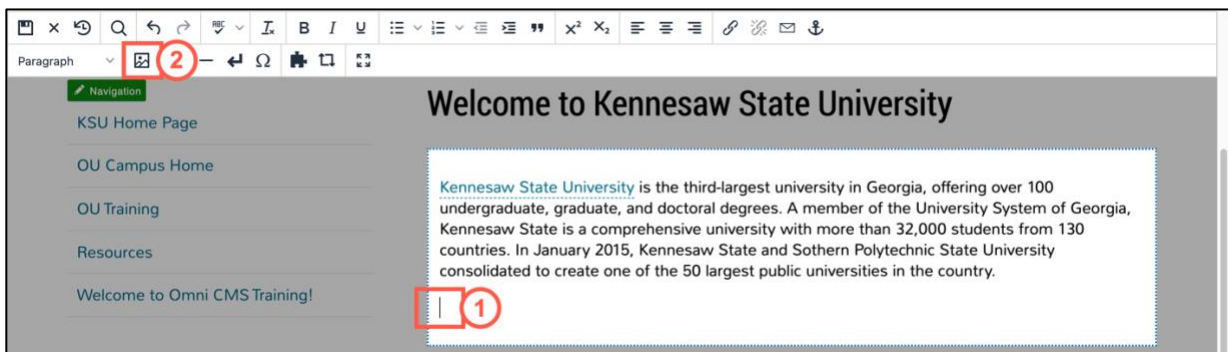 ABC
Tx
B I U
x² x₂
Paragraph
2
Ω
Navigation
KSU Home Page
OU Campus Home
OU Training
Resources
Welcome to Omni CMS Training!
Welcome to Kennesaw State University
Kennesaw State University is the third-largest university in Georgia, offering over 100
undergraduate, graduate, and doctoral degrees. A member of the University System of Georgia,
Kennesaw State is a comprehensive university with more than 32,000 students from 130
countries. In January 2015, Kennesaw State and Sothern Polytechnic State University
consolidated to create one of the 50 largest public universities in the country.
1